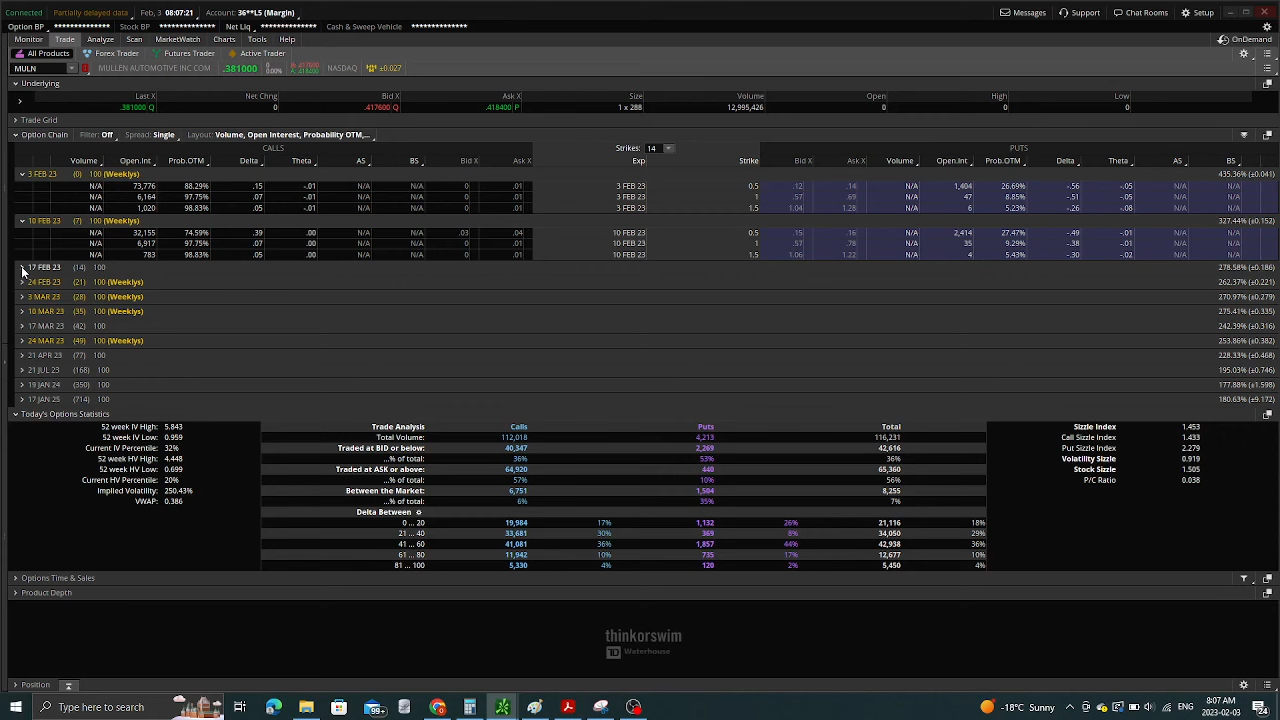 Connected Partially delayed data Feb, 3 08:07:21 Account: 36**L5 (Margin) Messages Support Chat Rooms Setup
Option BP ************** Stock BP ************** Net Liq ************** Cash & Sweep Vehicle **************
Monitor Trade Analyze Scan MarketWatch Charts Tools Help OnDemand
All Products Forex Trader Futures Trader Active Trader
MULN MULLEN AUTOMOTIVE INC COM .381000 0 0.00% B: .417600 A: .418400 NASDAQ ±0.027
Underlying
Last X Net Chng Bid X Ask X Size Volume Open High Low
.381000 Q 0 .417600 Q .418400 P 1 x 288 12,995,426 0 0 0
Trade Grid
Option Chain Filter: Off Spread: Single Layout: Volume, Open Interest, Probability OTM,...
CALLS Strikes: 14 PUTS
Volume Open.Int Prob.OTM Delta Theta AS BS Bid X Ask X Exp Strike Bid X Ask X Volume Open.Int Prob.OTM Delta Theta AS BS
3 FEB 23 (0) 100 (Weeklys) 435.36% (±0.041)
N/A 73,776 88.29% .15 -.01 N/A N/A 0 .01 3 FEB 23 0.5 .12 .14 N/A 1,404 26.69% -.56 -.05 N/A N/A
N/A 6,164 97.75% .07 -.01 N/A N/A 0 .01 3 FEB 23 1 .57 .69 N/A 47 8.85% -.51 -.05 N/A N/A
N/A 1,020 98.83% .05 -.01 N/A N/A 0 .01 3 FEB 23 1.5 1.04 1.28 N/A 6 5.23% -.26 -.08 N/A N/A
10 FEB 23 (7) 100 (Weeklys) 327.44% (±0.152)
N/A 32,155 74.59% .39 .00 N/A N/A .03 .04 10 FEB 23 0.5 .15 .16 N/A 2,414 27.47% -.49 .00 N/A N/A
N/A 6,917 97.75% .07 .00 N/A N/A 0 .01 10 FEB 23 1 .57 .78 N/A 35 9.29% -.38 -.01 N/A N/A
N/A 783 98.83% .05 .00 N/A N/A 0 .01 10 FEB 23 1.5 1.06 1.22 N/A 4 5.43% -.30 -.02 N/A N/A
17 FEB 23 (14) 100 278.58% (±0.186)
24 FEB 23 (21) 100 (Weeklys) 262.37% (±0.241)
3 MAR 23 (28) 100 (Weeklys) 270.97% (±0.279)
10 MAR 23 (35) 100 (Weeklys) 275.41% (±0.335)
17 MAR 23 (42) 100 242.39% (±0.316)
24 MAR 23 (49) 100 (Weeklys) 253.86% (±0.382)
21 APR 23 (77) 100 228.33% (±0.468)
21 JUL 23 (168) 100 195.03% (±0.746)
19 JAN 24 (350) 100 177.88% (±1.598)
17 JAN 25 (714) 100 180.63% (±9.172)
Today's Options Statistics
52 week IV High: 5.843 Trade Analysis Calls Puts Total Sizzle Index 1.453
52 week IV Low: 0.959 Total Volume: 112,018 4,213 116,231 Call Sizzle Index 1.433
Current IV Percentile: 32% Traded at BID or below: 40,347 2,269 42,616 Put Sizzle Index 2.279
52 week HV High: 4.448 ...% of total: 36% 53% 36% Volatility Sizzle 0.919
52 week HV Low: 0.699 Traded at ASK or above: 64,920 440 65,360 Stock Sizzle 1.505
Current HV Percentile: 20% ...% of total: 57% 10% 56% P/C Ratio 0.038
Implied Volatility: 250.43% Between the Market: 6,751 1,504 8,255
VWAP: 0.386 ...% of total: 6% 35% 7%
Delta Between
0 ... 20 19,984 17% 1,132 26% 21,116 18%
21 ... 40 33,681 30% 369 8% 34,050 29%
41 ... 60 41,081 36% 1,857 44% 42,938 36%
61 ... 80 11,942 10% 735 17% 12,677 10%
81 ... 100 5,330 4% 120 2% 5,450 4%
Options Time & Sales
Product Depth
thinkorswim
TD Waterhouse
Position
Type here to search 99+ -18°C Sunny ENG 8:07 AM
2023-02-03